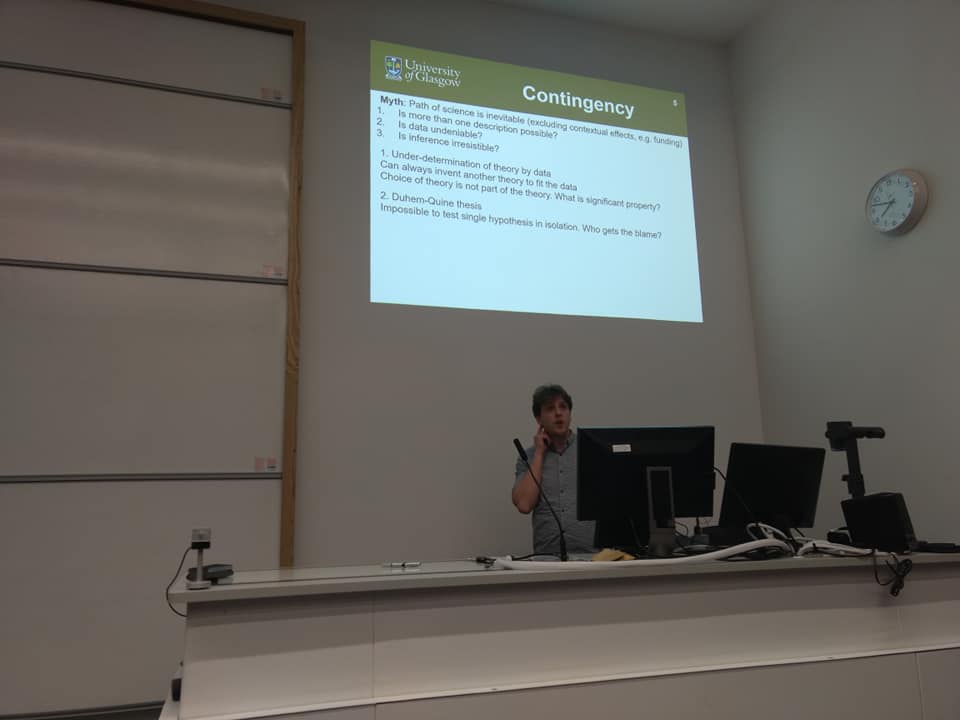 University
of Glasgow
Contingency
5
Myth: Path of science is inevitable (excluding contextual effects, e.g. funding)
1. Is more than one description possible?
2. Is data undeniable?
3. Is inference irresistible?
1. Under-determination of theory by data
Can always invent another theory to fit the data
Choice of theory is not part of the theory. What is significant property?
2. Duhem-Quine thesis
Impossible to test single hypothesis in isolation. Who gets the blame?